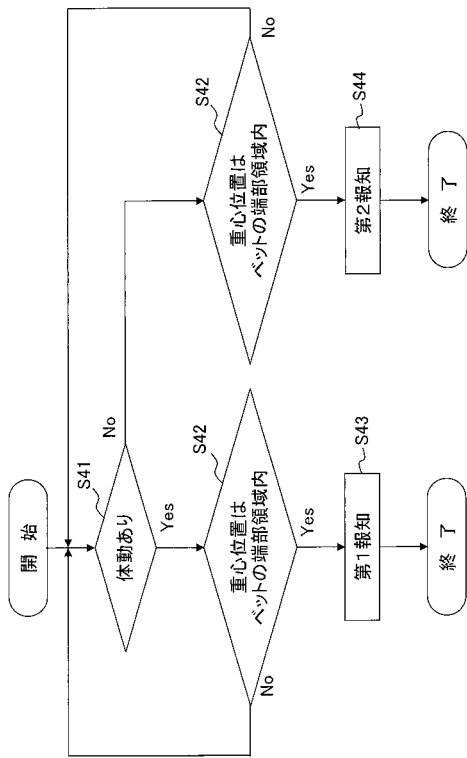 開 始
S41
体動あり
No
Yes
S42
重心位置は
ベットの端部領域内
No
Yes
S43
第1報知
終 了
S42
重心位置は
ベットの端部領域内
No
Yes
S44
第2報知
終 了